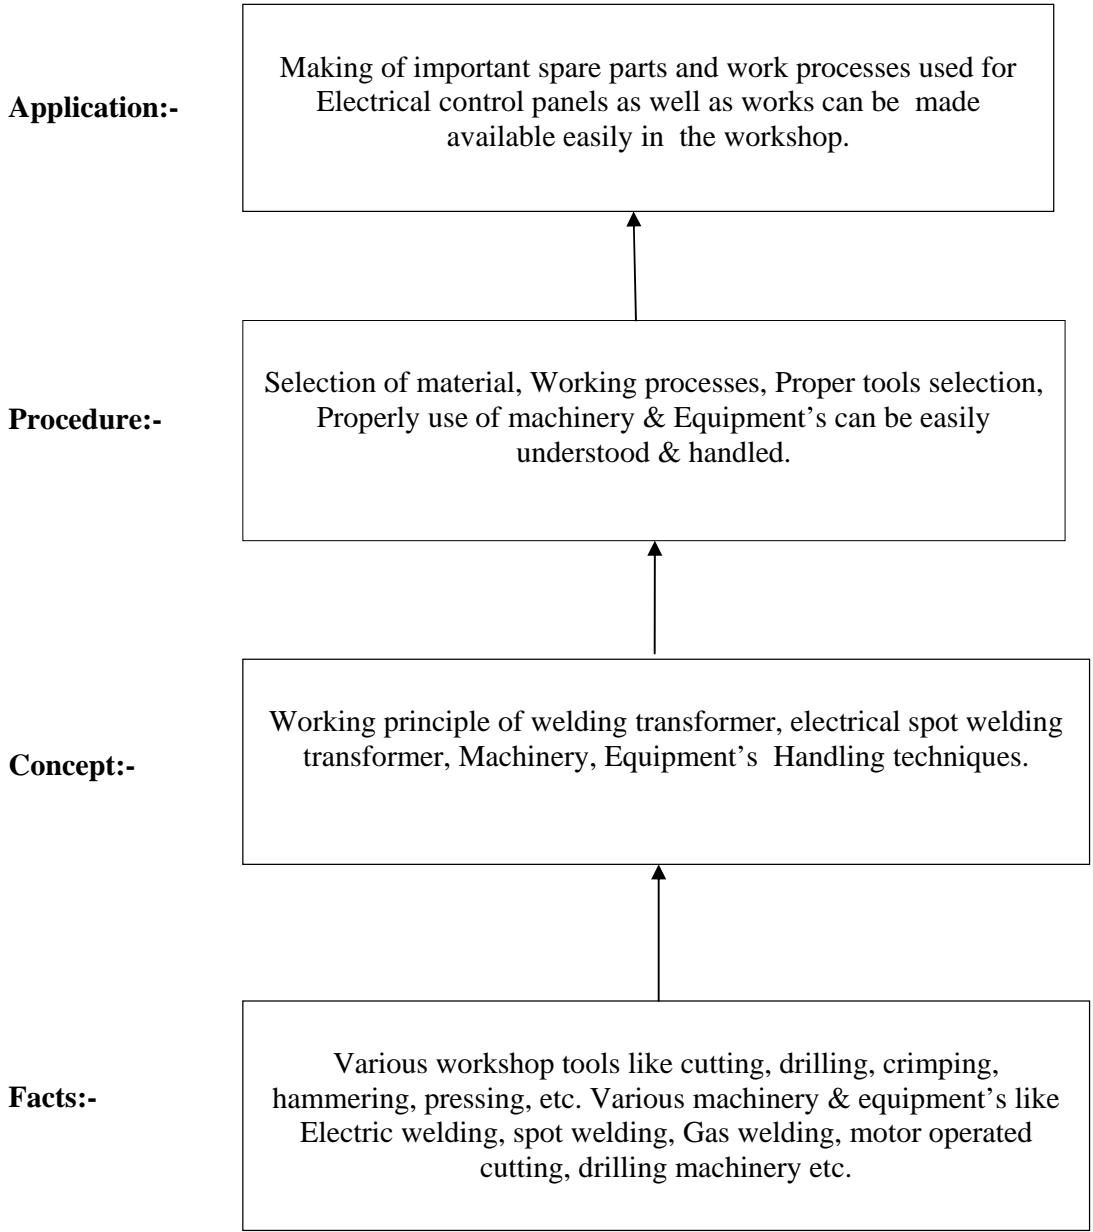 Making of important spare parts and work processes used for
Application:- Electrical control panels as well as works can be made
available easily in the workshop.
Selection of material, Working processes, Proper tools selection,
Procedure:- Properly use of machinery & Equipment’s can be easily
understood & handled.
Working principle of welding transformer, electrical spot welding
Concept:- transformer, Machinery, Equipment’s Handling techniques.
Various workshop tools like cutting, drilling, crimping,
Facts:- hammering, pressing, etc. Various machinery & equipment’s like
Electric welding, spot welding, Gas welding, motor operated
cutting, drilling machinery etc.